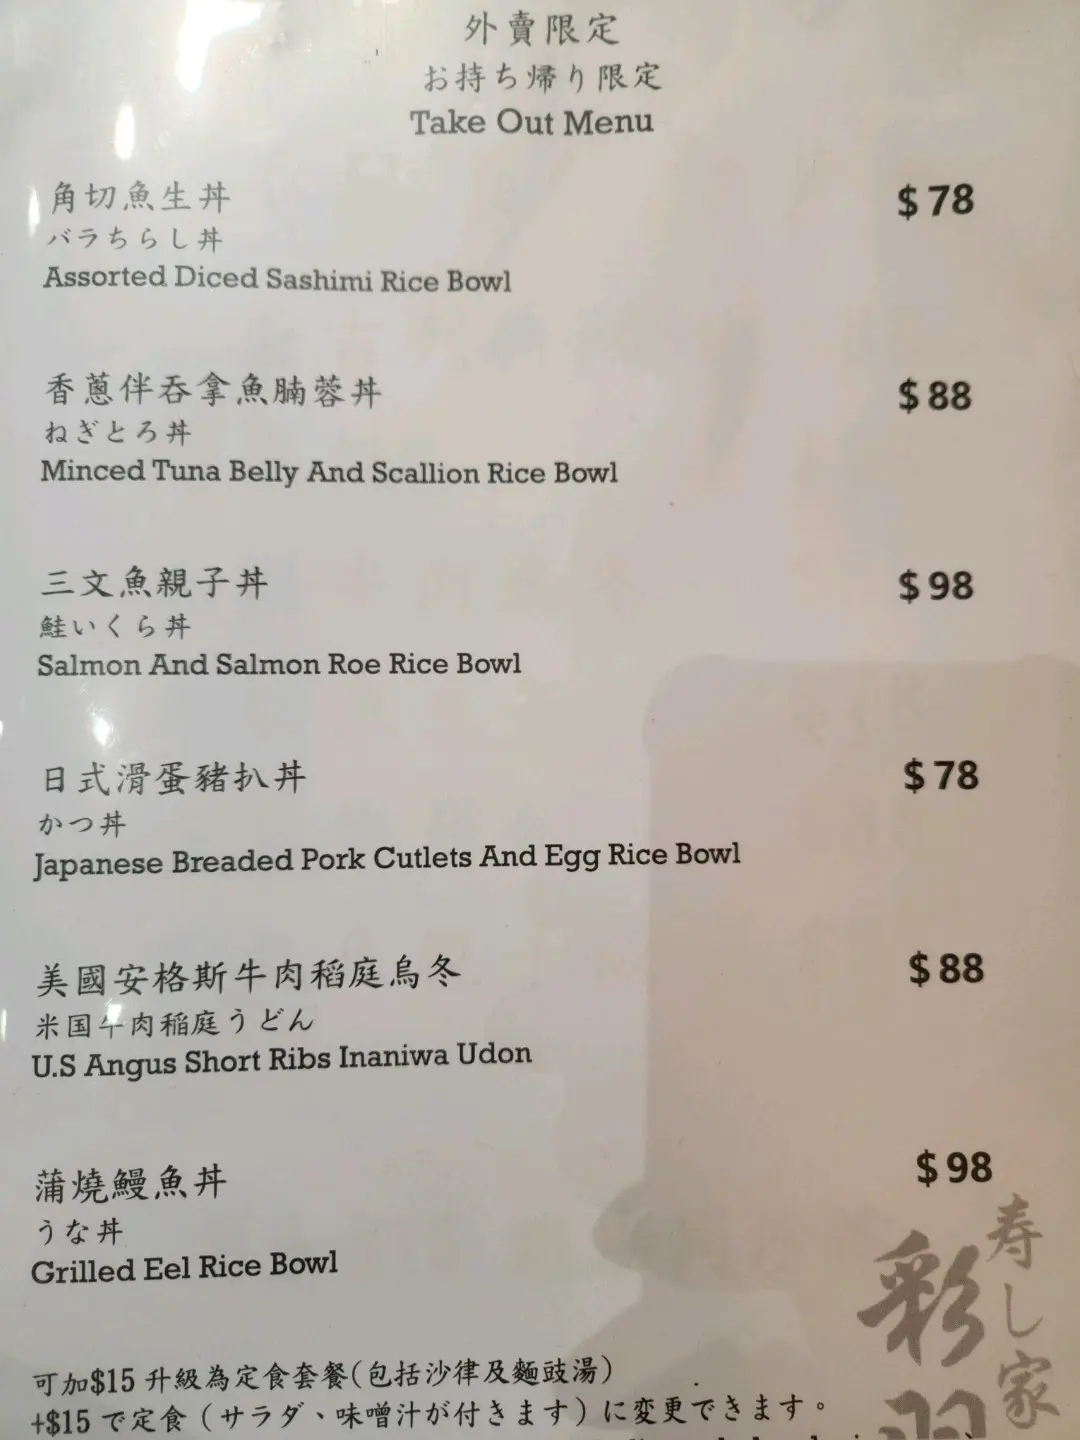 外賣限定
お持ち帰り限定
Take Out Menu
角切魚生丼
$78
バラちらし丼
Assorted Diced Sashimi Rice Bowl
香蔥伴吞拿魚腩蓉丼
$88
ねぎとろ丼
Minced Tuna Belly And Scallion Rice Bowl
三文魚親子丼
$98
鮭いくら丼
Salmon And Salmon Roe Rice Bowl
日式滑蛋豬扒丼
$78
かつ丼
Japanese Breaded Pork Cutlets And Egg Rice Bowl
美國安格斯牛肉稻庭烏冬
$88
米国牛肉稲庭うどん
U.S Angus Short Ribs Inaniwa Udon
蒲燒鰻魚丼
$98
うな丼
Grilled Eel Rice Bowl
寿し家
彩
可加$15 升級為定食套餐(包括沙律及麵豉湯)
+$15 で定食（サラダ、味噌汁が付きます）に変更できます。